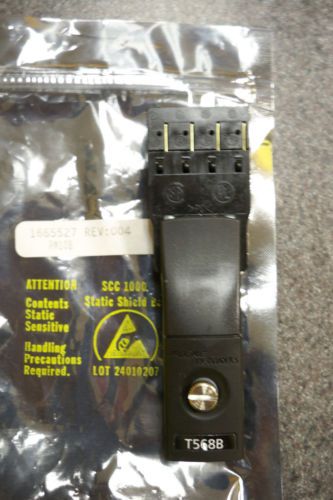 1665527 REV:004
ATTENTION
Contents
Static
Sensitive
Handling
Precautions
Required.
SCC 1000,
Static Shield
LOT 24010207
T568B